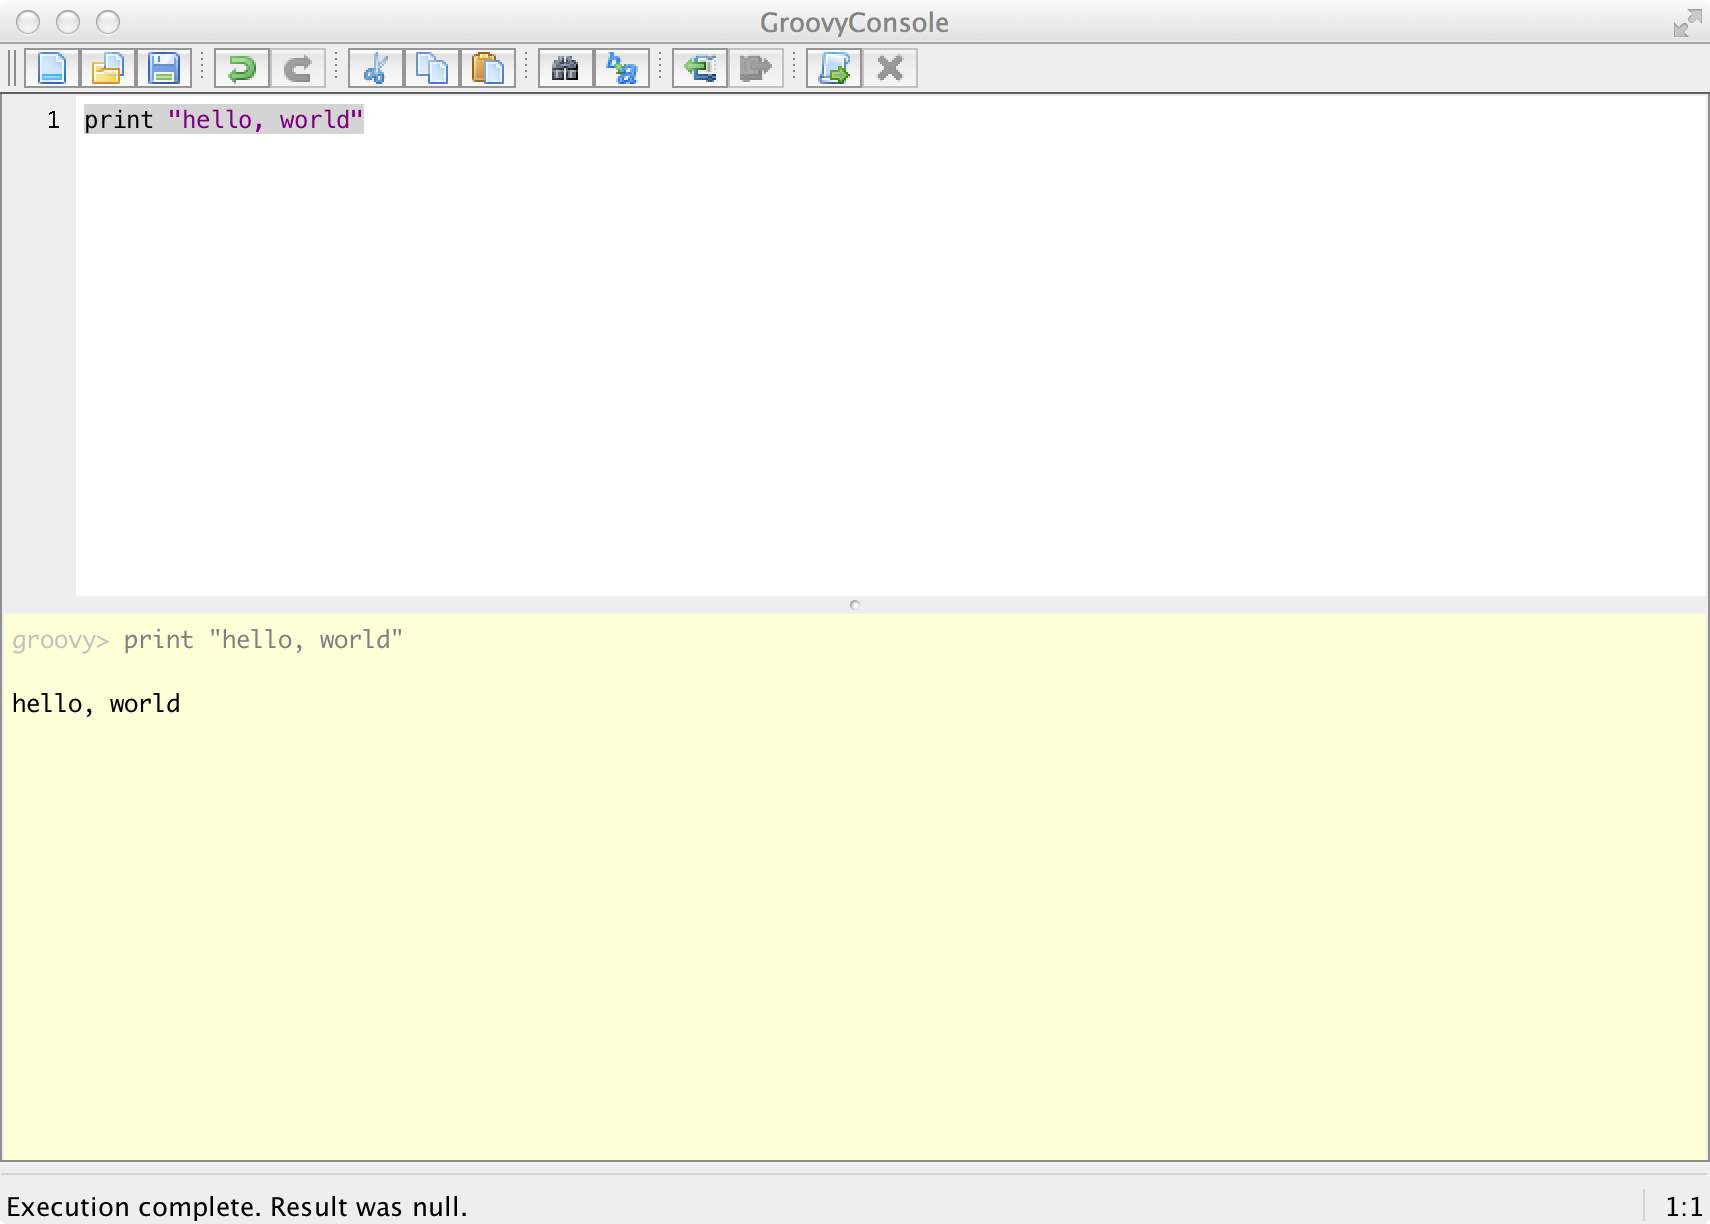 GroovyConsole
1 print "hello, world"
groovy> print "hello, world"
hello, world
Execution complete. Result was null. 1:1